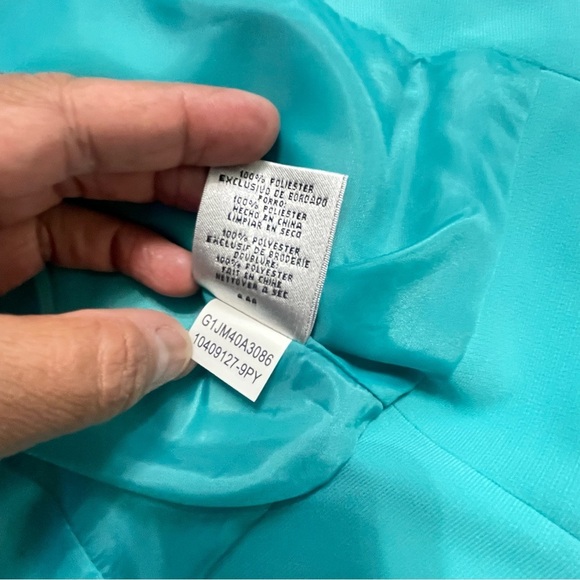 100% POLIESTER
EXCLUSIVO DE BORDADO
FORRO:
100% POLIESTER
HECHO EN CHINA
LIMPIAR EN SECO
100% POLYESTER
EXCLUSIF DE BRODERIE
DOUBLURE:
100% POLYESTER
FAIT EN CHINE
NETTOYER A SEC
G1JM40A3086
10409127-9PY